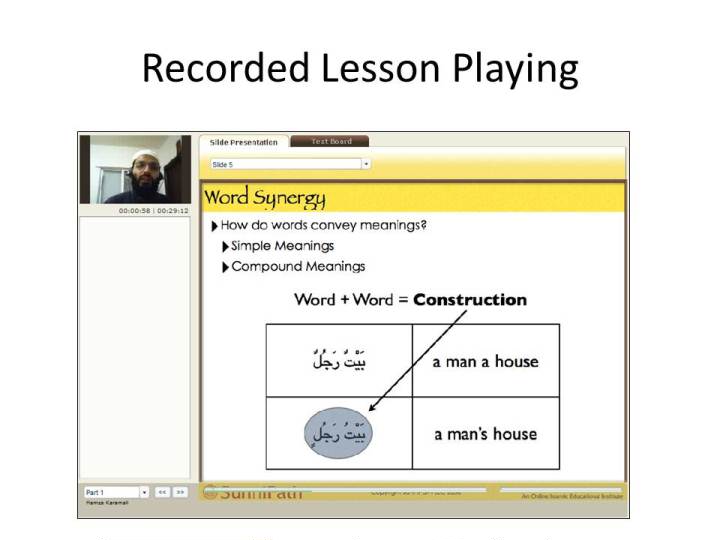 Recorded Lesson Playing
Slide Presentation
Text Board
Slide 5
00:00:58 | 00:29:12
Word Synergy
How do words convey meanings?
Simple Meanings
Compound Meanings
Word + Word = Construction
بَيْتٌ رَجُلٌ
a man a house
بَيْتُ رَجُلٍ
a man's house
Part 1
<<
>>
Hamza Karamali
SunniPath
An Online Islamic Educational Institute